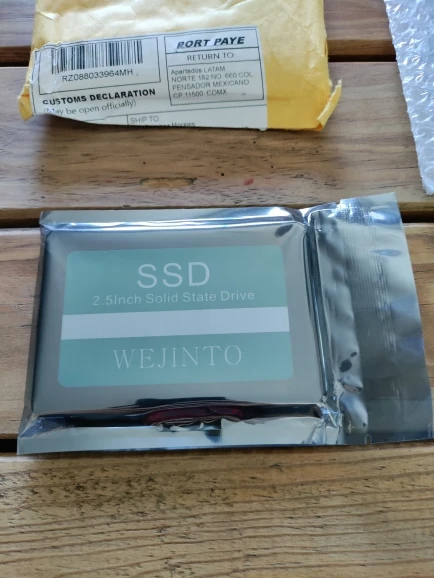 PORT PAYE
RETURN TO
RZ088033964MH
Apartados LATAM
NORTE 182 NO. 660 COL
PENSADOR MEXICANO
CP.15500. CDMX
CUSTOMS DECLARATION
(May be open officially)
SHIP TO
SSD
2.5Inch Solid State Drive
WEJINTO